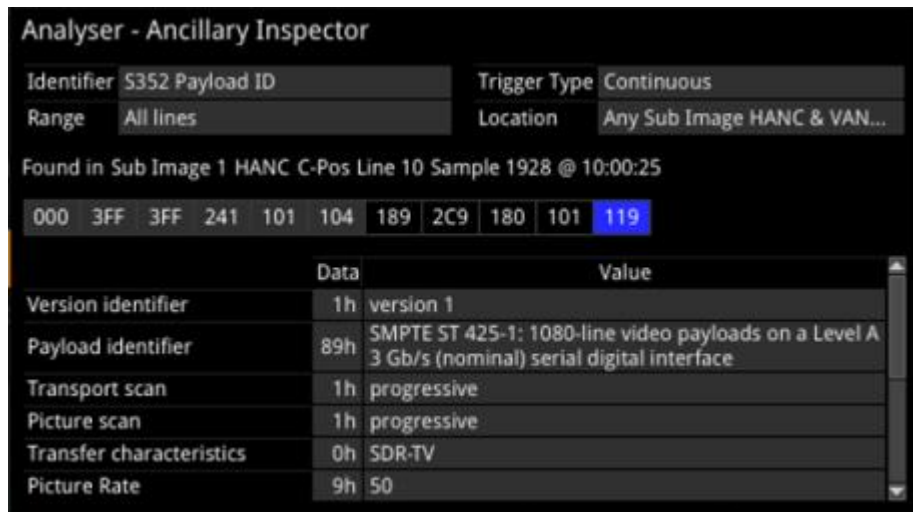 Analyser - Ancillary Inspector
Identifier S352 Payload ID Trigger Type Continuous
Range All lines Location Any Sub Image HANC & VAN...
Found in Sub Image 1 HANC C-Pos Line 10 Sample 1928 @ 10:00:25
000 3FF 3FF 241 101 104 189 2C9 180 101 119
Data Value
Version identifier 1h version 1
Payload identifier 89h SMPTE ST 425-1: 1080-line video payloads on a Level A
3 Gb/s (nominal) serial digital interface
Transport scan 1h progressive
Picture scan 1h progressive
Transfer characteristics 0h SDR-TV
Picture Rate 9h 50